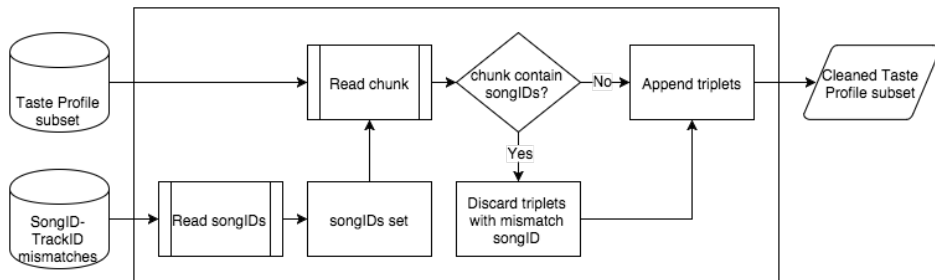 Taste Profile
subset
Read chunk
chunk contain
songIDs?
No
Append triplets
Cleaned Taste
Profile subset
Yes
SongID-
TrackID
mismatches
Read songIDs
songIDs set
Discard triplets
with mismatch
songID